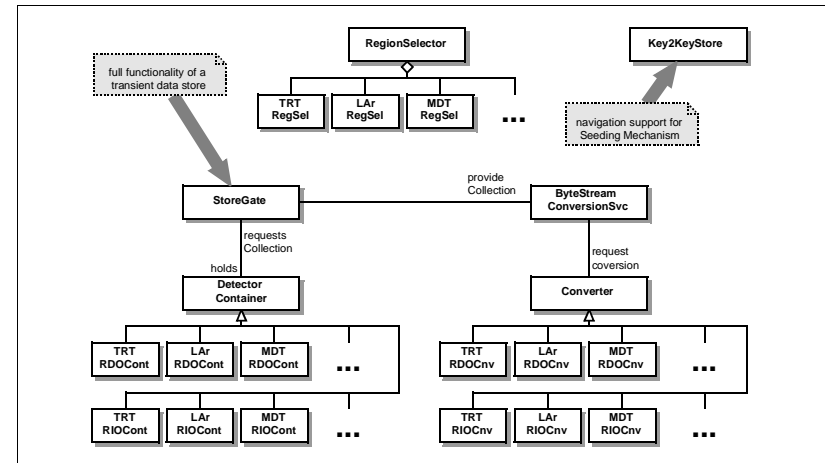 RegionSelector
Key2KeyStore
full functionality of a
transient data store
TRT
RegSel
LAr
RegSel
MDT
RegSel
...
navigation support for
Seeding Mechanism
StoreGate
provide
Collection
ByteStream
ConversionSvc
requests
Collection
request
coversion
holds
Detector
Container
Converter
TRT
RDOCont
LAr
RDOCont
MDT
RDOCont
...
TRT
RDOCnv
LAr
RDOCnv
MDT
RDOCnv
...
TRT
RIOCont
LAr
RIOCont
MDT
RIOCont
...
TRT
RIOCnv
LAr
RIOCnv
MDT
RIOCnv
...